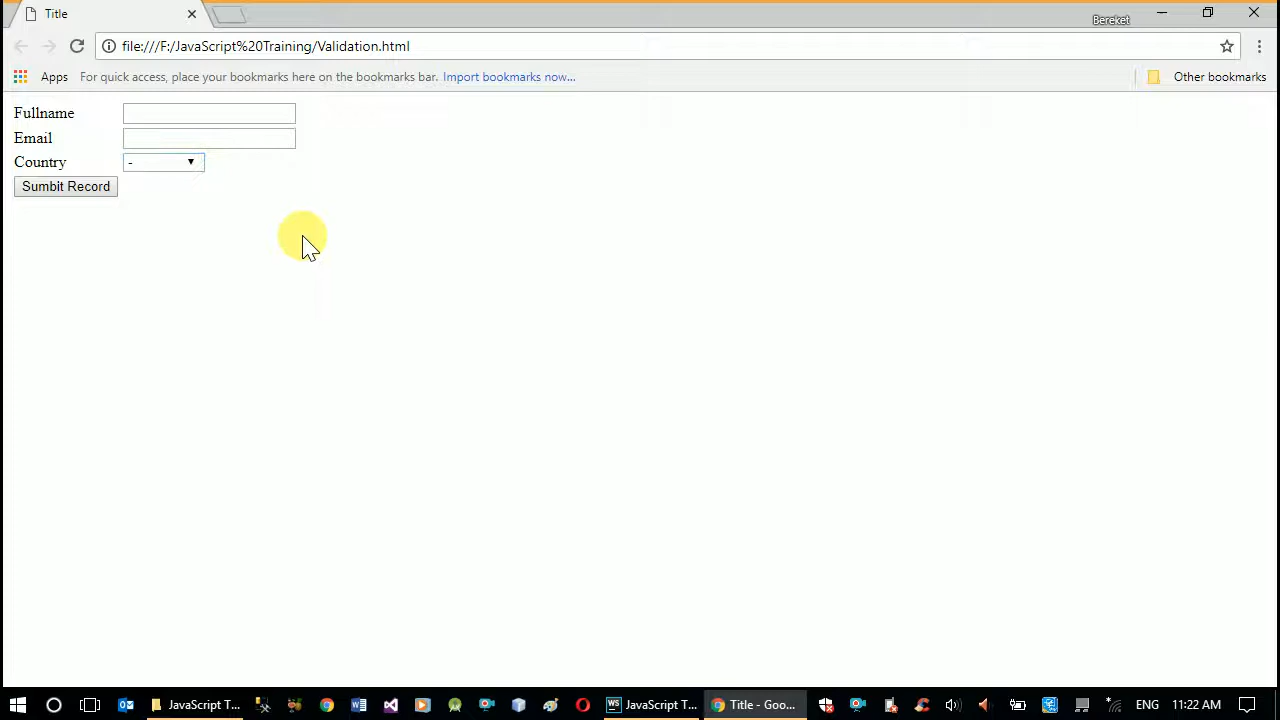 Title
Bereket
file:///F:/JavaScript%20Training/Validation.html
Apps For quick access, place your bookmarks here on the bookmarks bar. Import bookmarks now... Other bookmarks
Fullname
Email
Country -
Sumbit Record
JavaScript T... JavaScript T... Title - Goo... ENG 11:22 AM